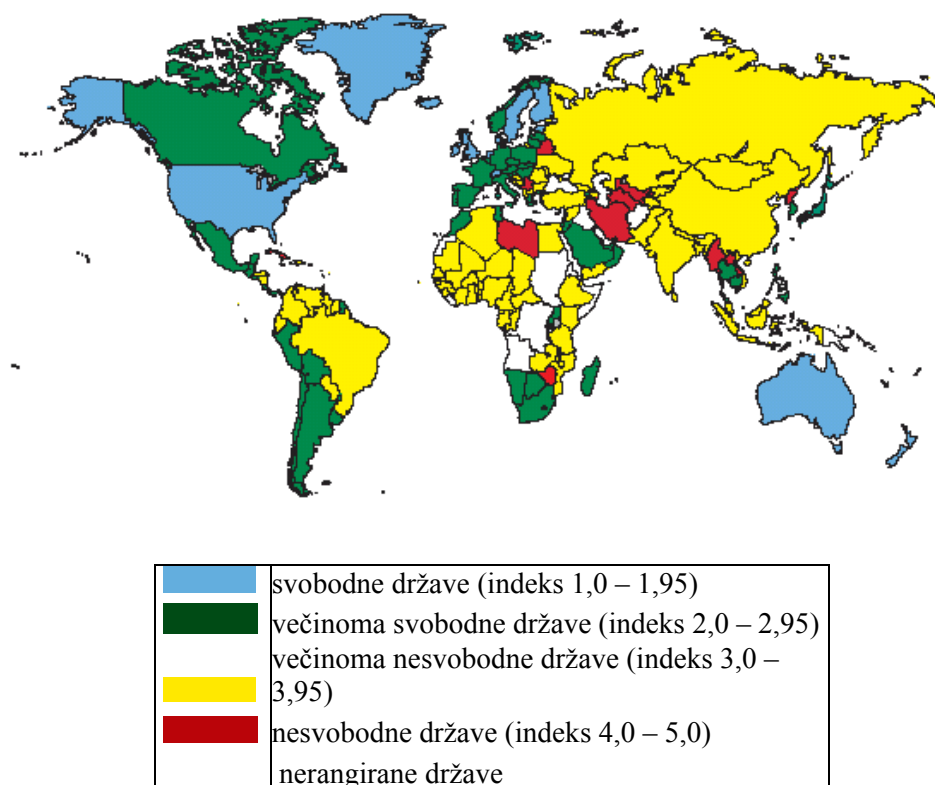 svobodne države (indeks 1,0 – 1,95)
večinoma svobodne države (indeks 2,0 – 2,95)
večinoma nesvobodne države (indeks 3,0 –
3,95)
nesvobodne države (indeks 4,0 – 5,0)
nerangirane države